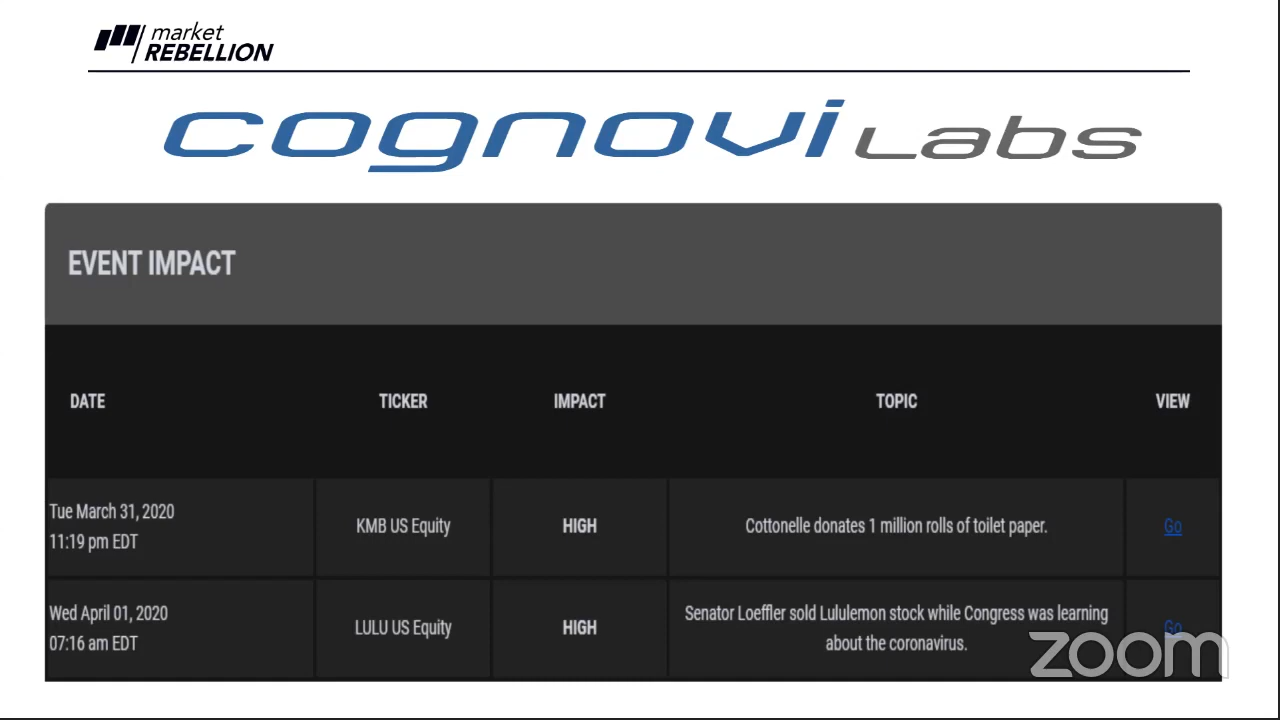 market
REBELLION
cognovi Labs
EVENT IMPACT
DATE TICKER IMPACT TOPIC VIEW
Tue March 31, 2020
11:19 pm EDT
KMB US Equity HIGH Cottonelle donates 1 million rolls of toilet paper. Go
Wed April 01, 2020
07:16 am EDT
LULU US Equity HIGH Senator Loeffler sold Lululemon stock while Congress was learning
about the coronavirus.
Go
zoom